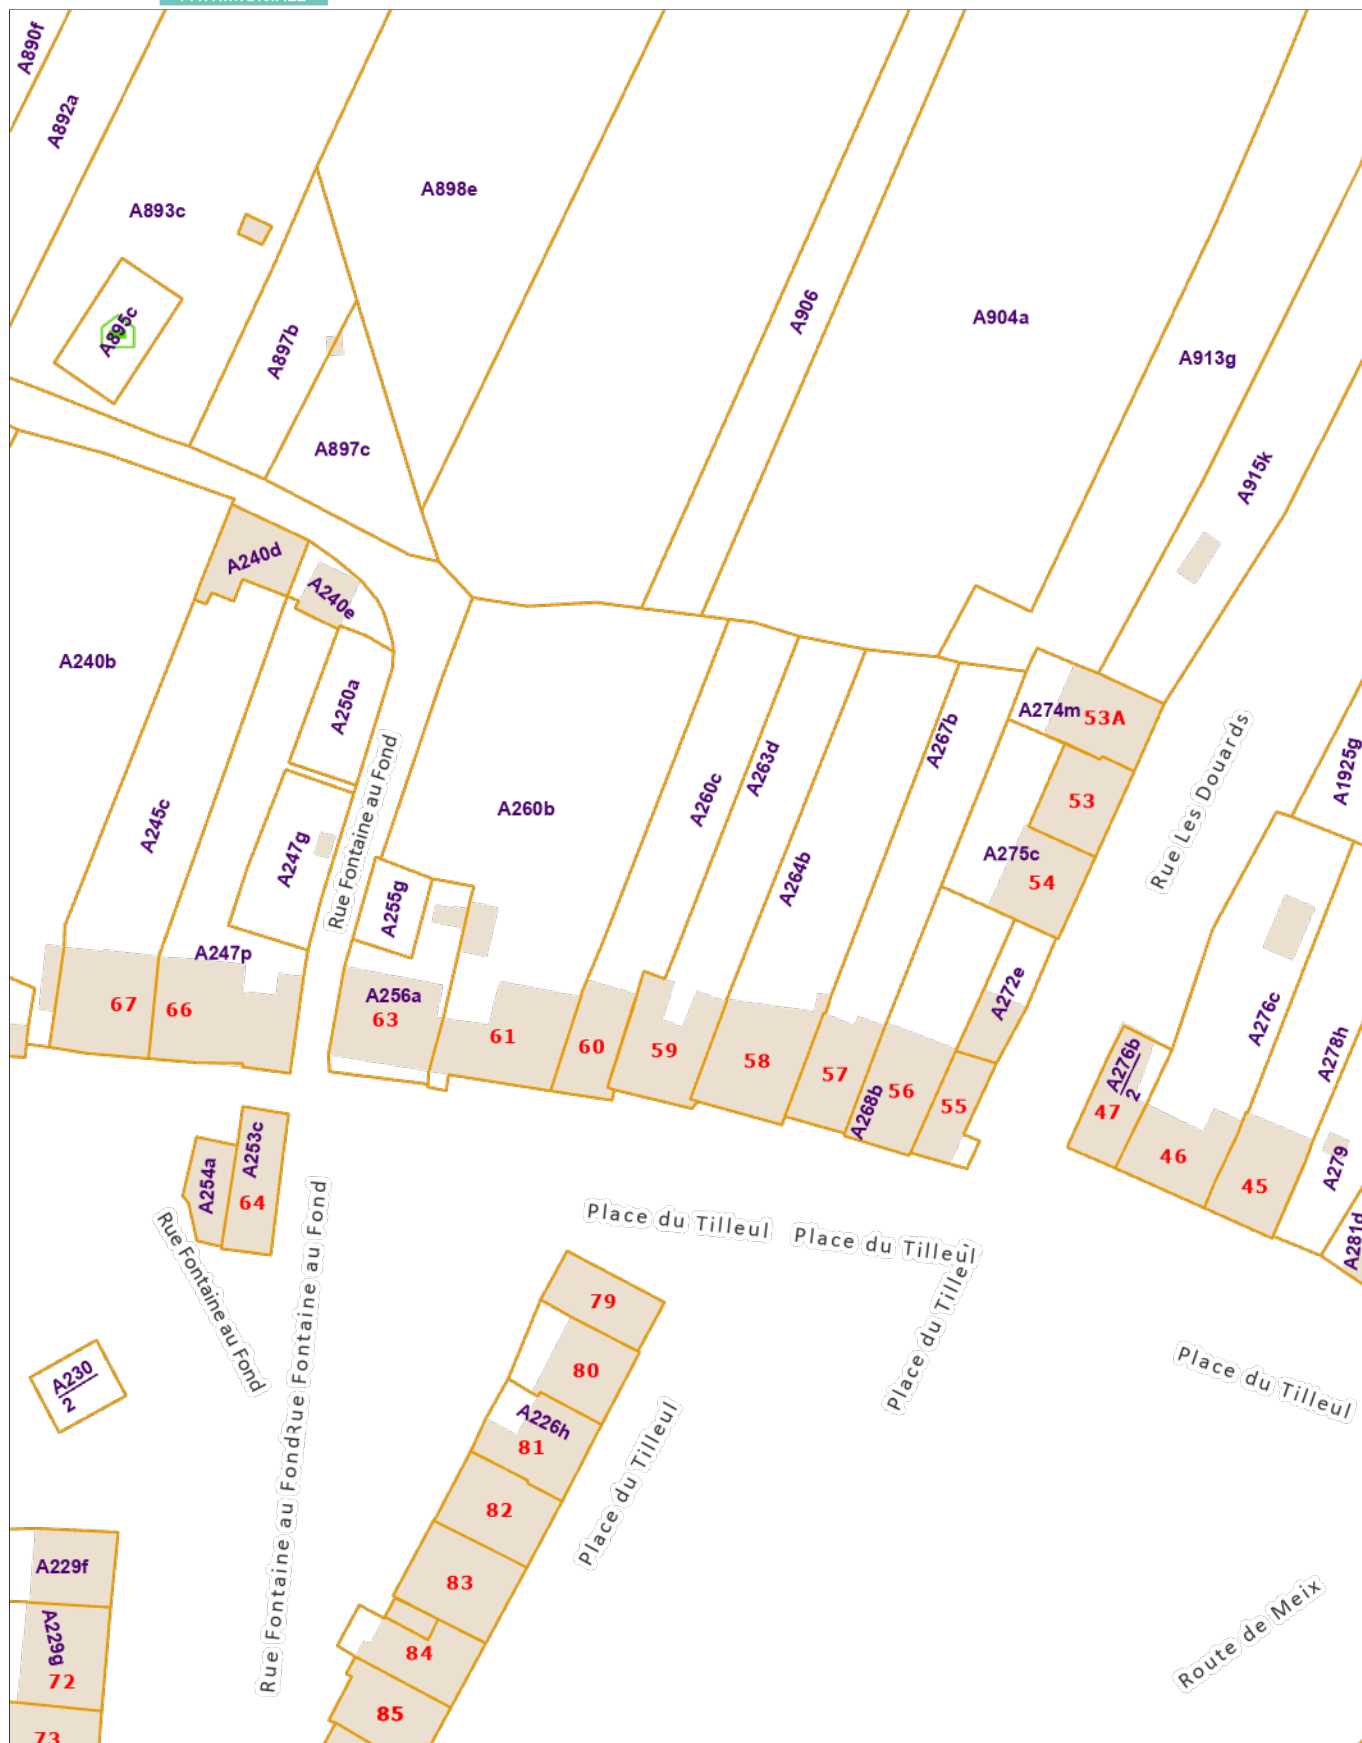 A890f
A892a
A893c
A898e
A895c
A897b
A897c
A906
A904a
A913g
A915k
A240d
A240e
A240b
A250a
A245c
A247g
Rue Fontaine au Fond
A260b
A255g
A260c
A263d
A264b
A267b
A274m
53A
53
A275c
54
Rue Les Douards
A1925g
A247p
67
66
A256a
63
61
60
59
58
57
A268b
56
55
A272e
A276c
A278h
A276b
2
47
46
45
A279
A281d
A254a
A253c
64
Rue Fontaine au Fond
Rue Fontaine au Fond
Rue Fontaine au Fond
Place du Tilleul
Place du Tilleul
Place du Tilleul
Place du Tilleul
Place du Tilleul
A230
2
79
80
A226h
81
82
83
84
85
A229f
A229g
72
73
Route de Meix